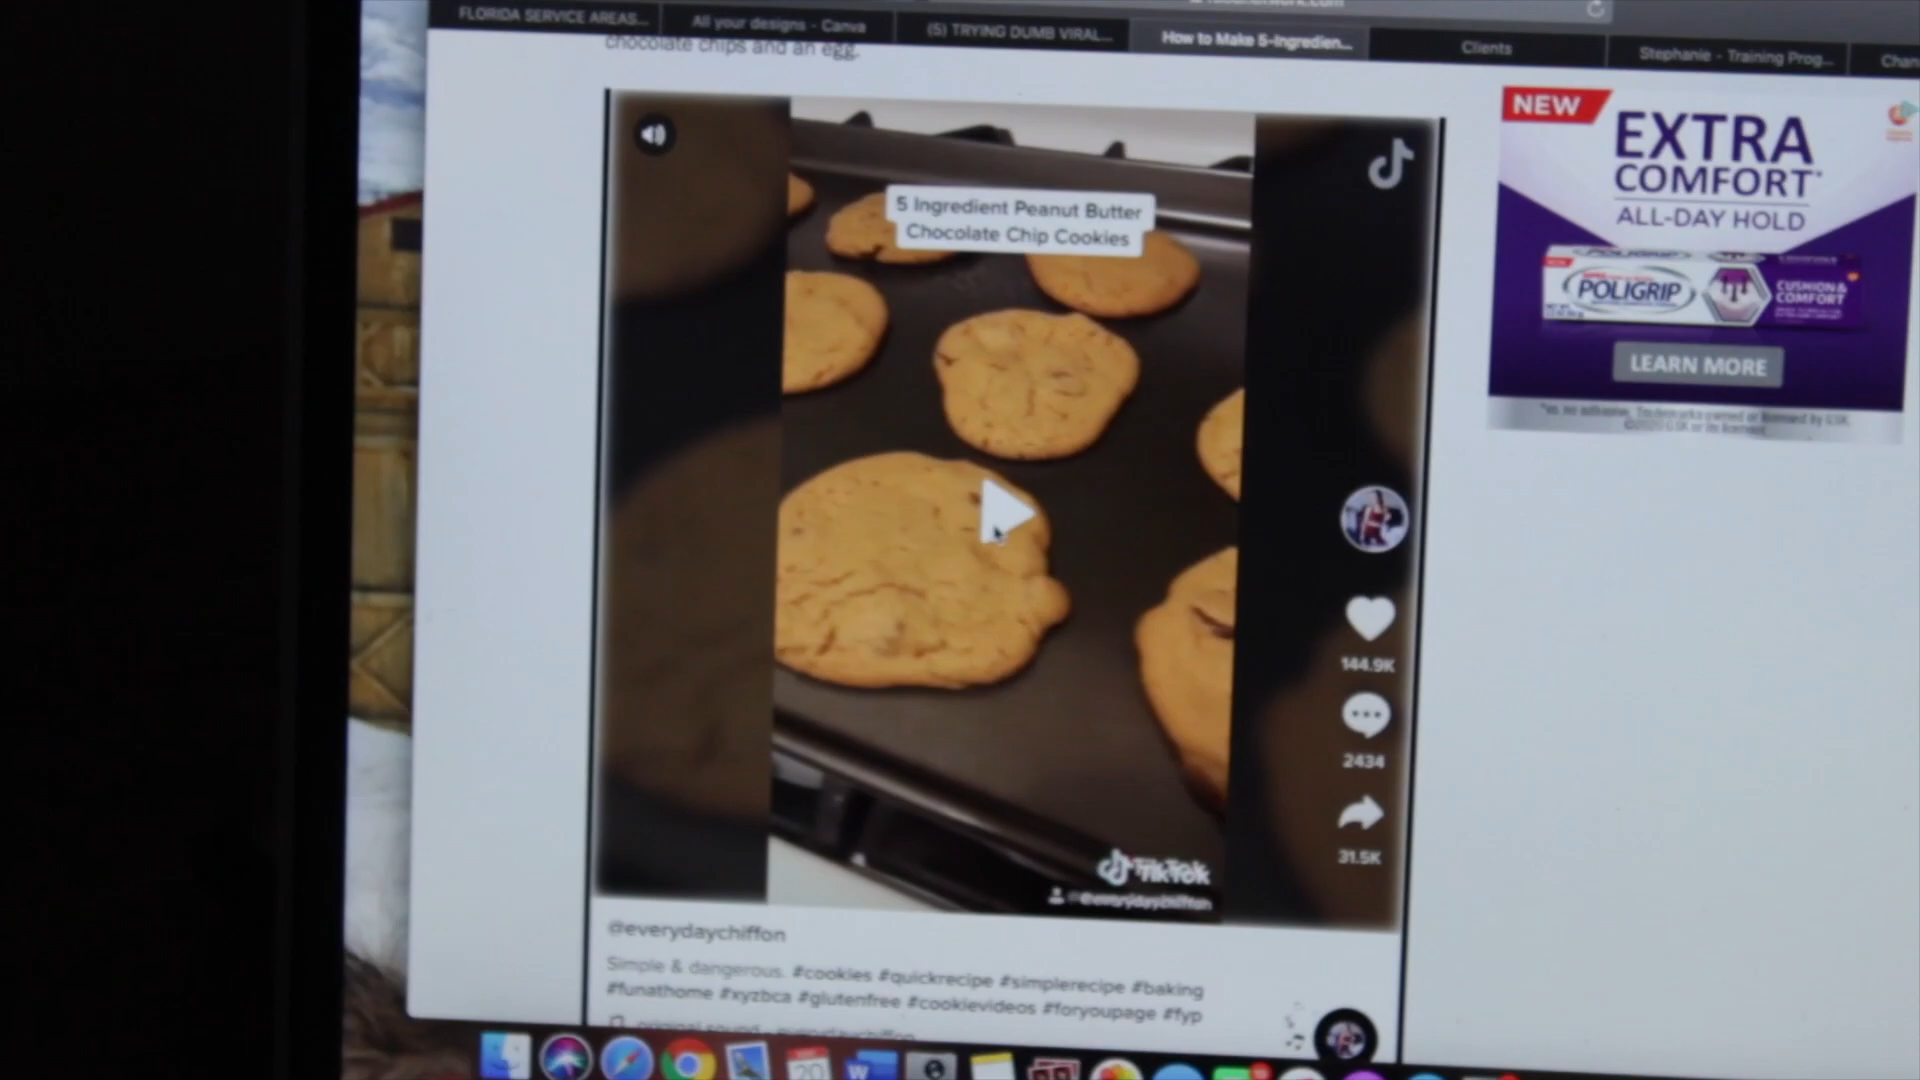 FLORIDA SERVICE AREAS...
All your designs - Canva
(5) TRYING DUMB VIRAL...
How to Make 5-Ingredien...
Clients
Stephanie - Training Prog...
chocolate chips and an egg.
5 Ingredient Peanut Butter
Chocolate Chip Cookies
NEW
EXTRA
COMFORT*
ALL-DAY HOLD
POLIGRIP
CUSHION &
COMFORT
LEARN MORE
144.9K
2434
31.5K
TikTok
@everydaychiffon
@everydaychiffon
Simple & dangerous. #cookies #quickrecipe #simplerecipe #baking
#funathome #xyzbca #glutenfree #cookievideos #foryoupage #fyp
20
W